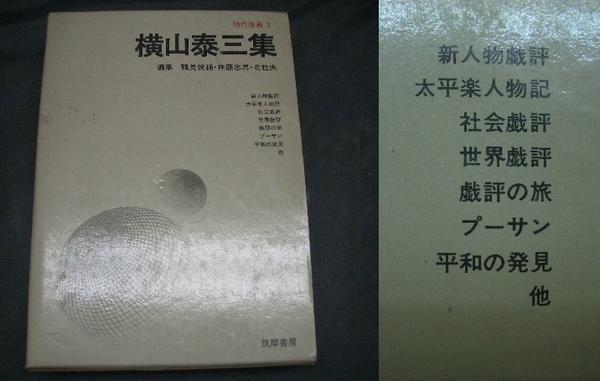 現代漫画 2
横山泰三集
編集 鶴見俊輔・佐藤忠男・北杜夫
新人物戯評
太平楽人物記
社会戯評
世界戯評
戯評の旅
プーサン
平和の発見
他
筑摩書房
新人物戯評
太平楽人物記
社会戯評
世界戯評
戯評の旅
プーサン
平和の発見
他